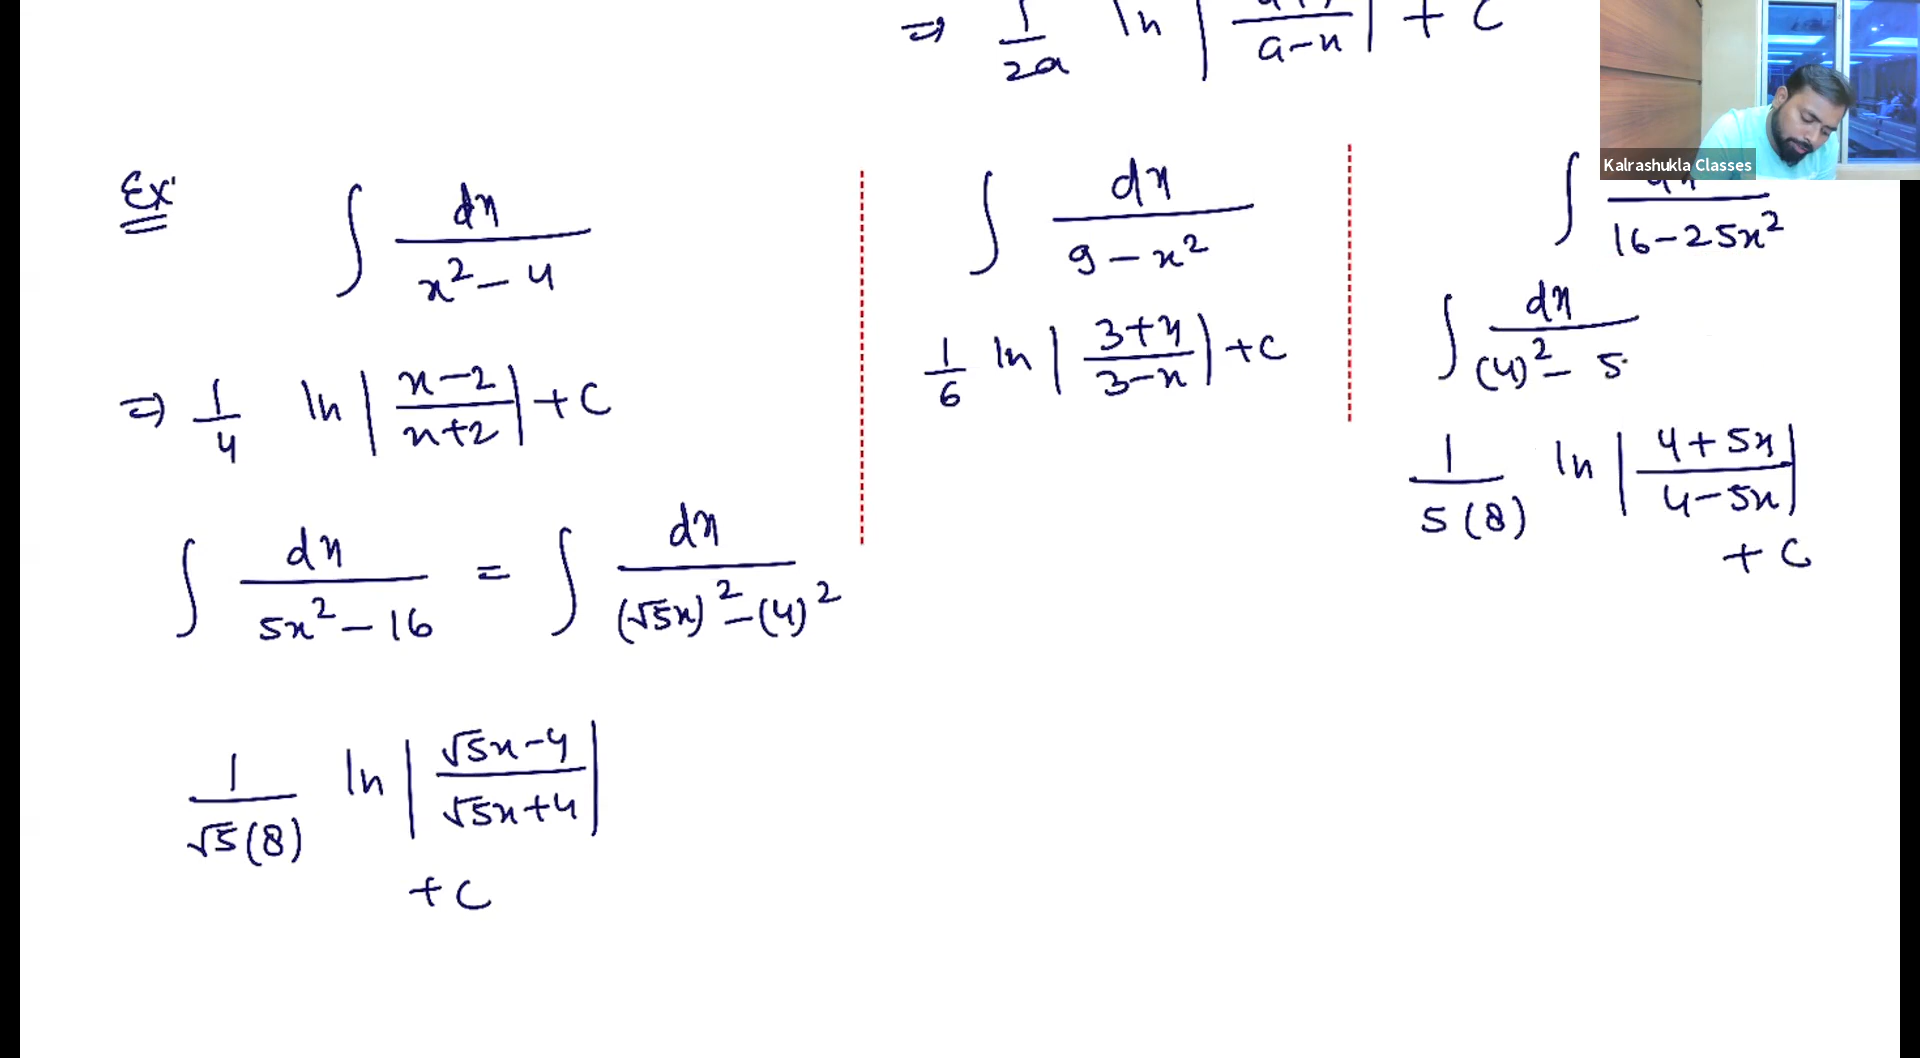 ⇒ 1/2a ln |a+x/a-x| + C
Kalrashukla Classes
Ex.
∫ dx/(x² - 4)
⇒ 1/4 ln |(x-2)/(x+2)| + C
∫ dx/(9 - x²)
1/6 ln |(3+x)/(3-x)| + C
∫ dx/(16 - 25x²)
∫ dx/((4)² - 5
1/(5(8)) ln |(4+5x)/(4-5x)|
+ C
∫ dx/(5x² - 16) = ∫ dx/((√5x)² - (4)²)
1/(√5(8)) ln |(√5x-4)/(√5x+4)|
+ C